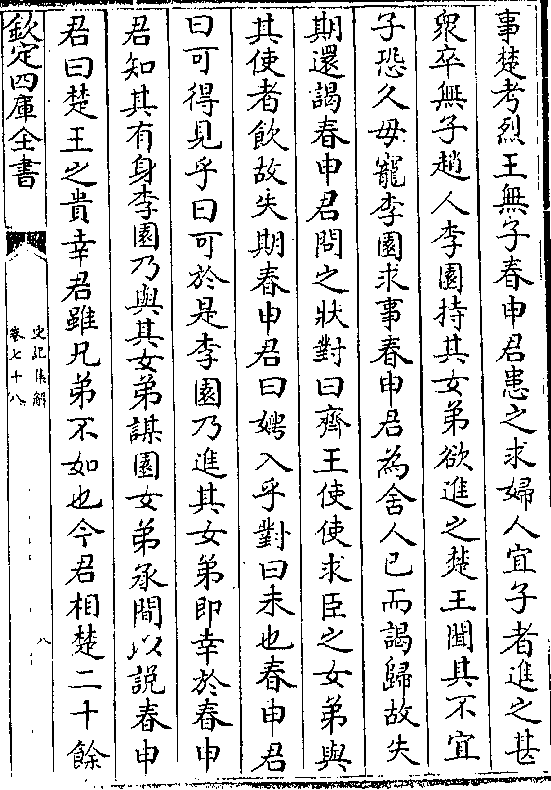 事楚考烈王無子春申君患之求婦人宜子者進之甚
衆卒無子趙人李園持其女弟欲進之楚王聞其不宜
子恐久毋寵李園求事春申君為舍人已而謁歸故失
期還謁春申君問之狀對曰齊王使使求臣之女弟與
其使者飲故失期春申君曰娉入乎對曰未也春申君
曰可得見乎曰可於是李園乃進其女弟即幸於春申
君知其有身李園乃與其女弟謀園女弟承間以説春申
君曰楚王之貴幸君雖兄弟不如也今君相楚二十餘
欽定四庫全書
史記集解
卷七十八
八